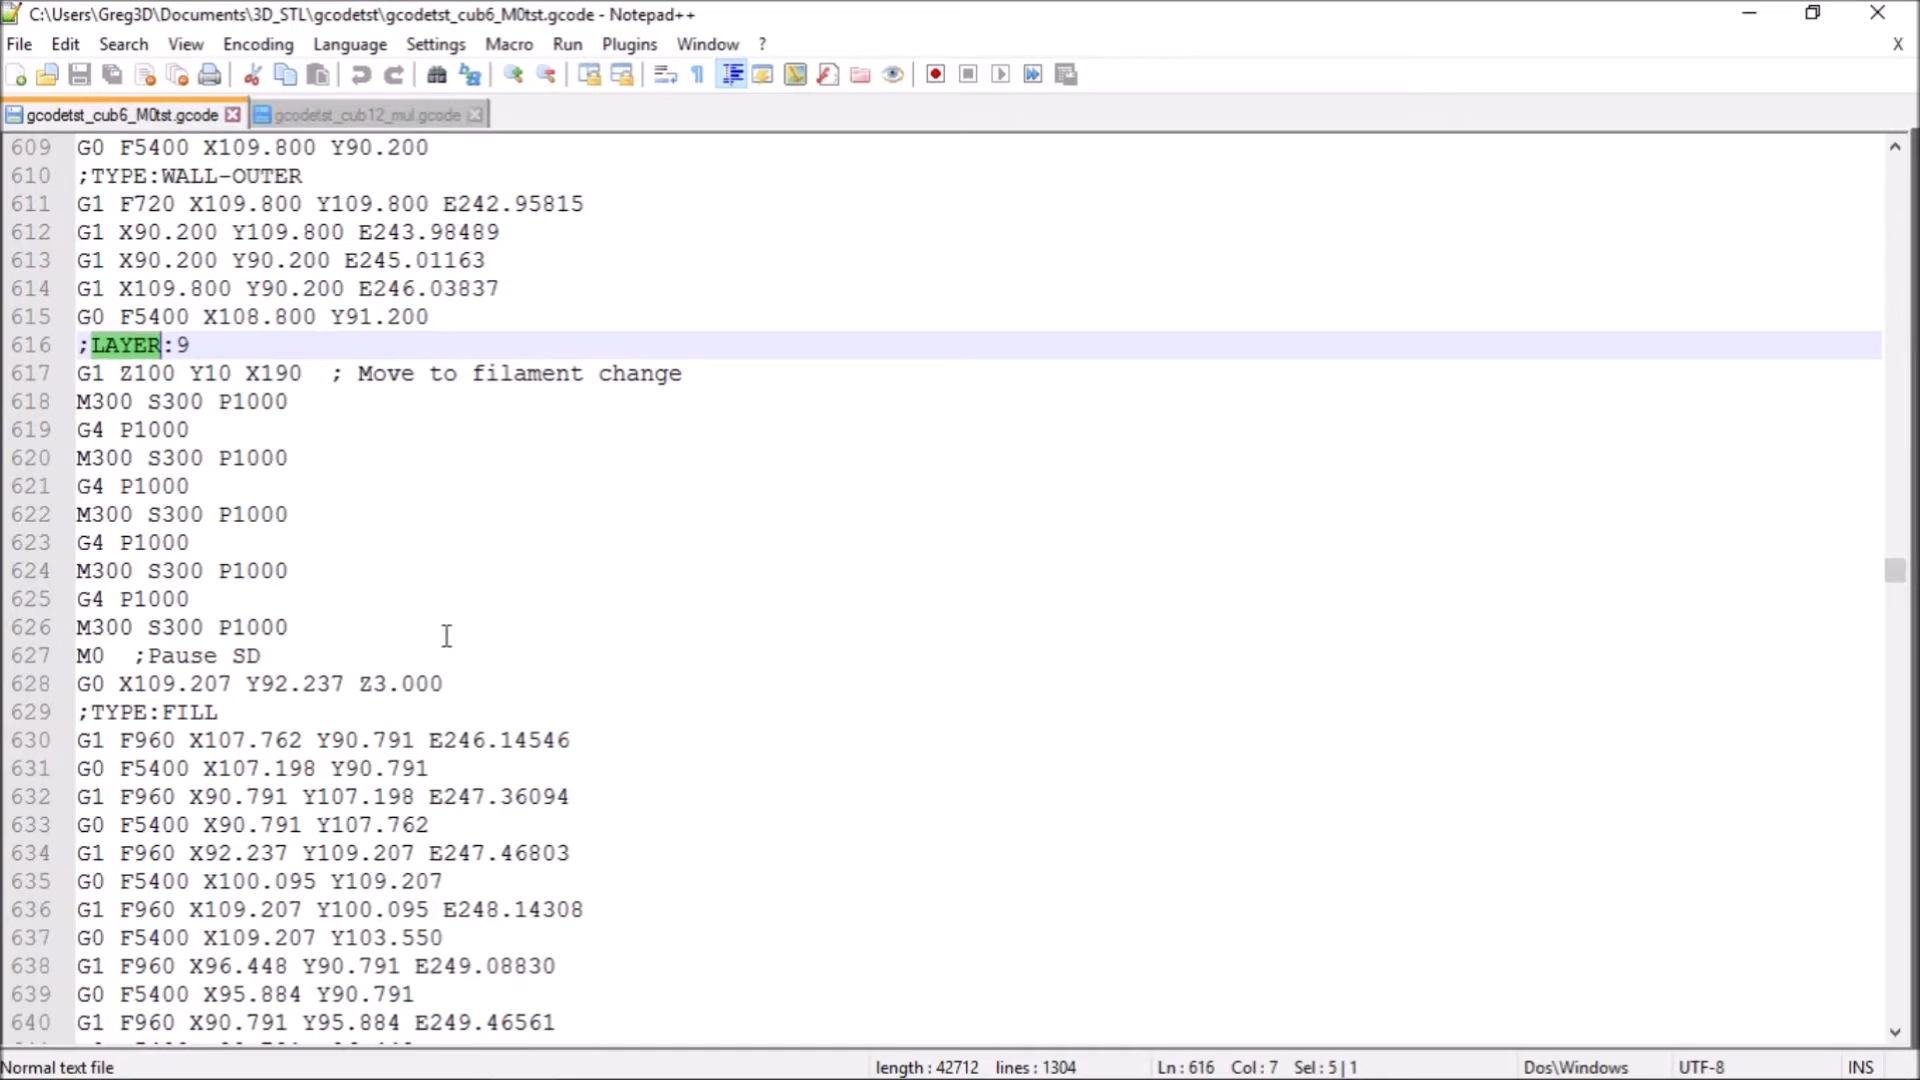 C:\Users\Greg3D\Documents\3D_STL\gcodetst\gcodetst_cub6_M0tst.gcode - Notepad++
File Edit Search View Encoding Language Settings Macro Run Plugins Window ? X
gcodetst_cub6_M0tst.gcode gcodetst_cub12_mul.gcode
609 G0 F5400 X109.800 Y90.200
610 ;TYPE:WALL-OUTER
611 G1 F720 X109.800 Y109.800 E242.95815
612 G1 X90.200 Y109.800 E243.98489
613 G1 X90.200 Y90.200 E245.01163
614 G1 X109.800 Y90.200 E246.03837
615 G0 F5400 X108.800 Y91.200
616 ;LAYER:9
617 G1 Z100 Y10 X190  ; Move to filament change
618 M300 S300 P1000
619 G4 P1000
620 M300 S300 P1000
621 G4 P1000
622 M300 S300 P1000
623 G4 P1000
624 M300 S300 P1000
625 G4 P1000
626 M300 S300 P1000
627 M0  ;Pause SD
628 G0 X109.207 Y92.237 Z3.000
629 ;TYPE:FILL
630 G1 F960 X107.762 Y90.791 E246.14546
631 G0 F5400 X107.198 Y90.791
632 G1 F960 X90.791 Y107.198 E247.36094
633 G0 F5400 X90.791 Y107.762
634 G1 F960 X92.237 Y109.207 E247.46803
635 G0 F5400 X100.095 Y109.207
636 G1 F960 X109.207 Y100.095 E248.14308
637 G0 F5400 X109.207 Y103.550
638 G1 F960 X96.448 Y90.791 E249.08830
639 G0 F5400 X95.884 Y90.791
640 G1 F960 X90.791 Y95.884 E249.46561
Normal text file length : 42712 lines : 1304 Ln : 616 Col : 7 Sel : 5 | 1 Dos\Windows UTF-8 INS